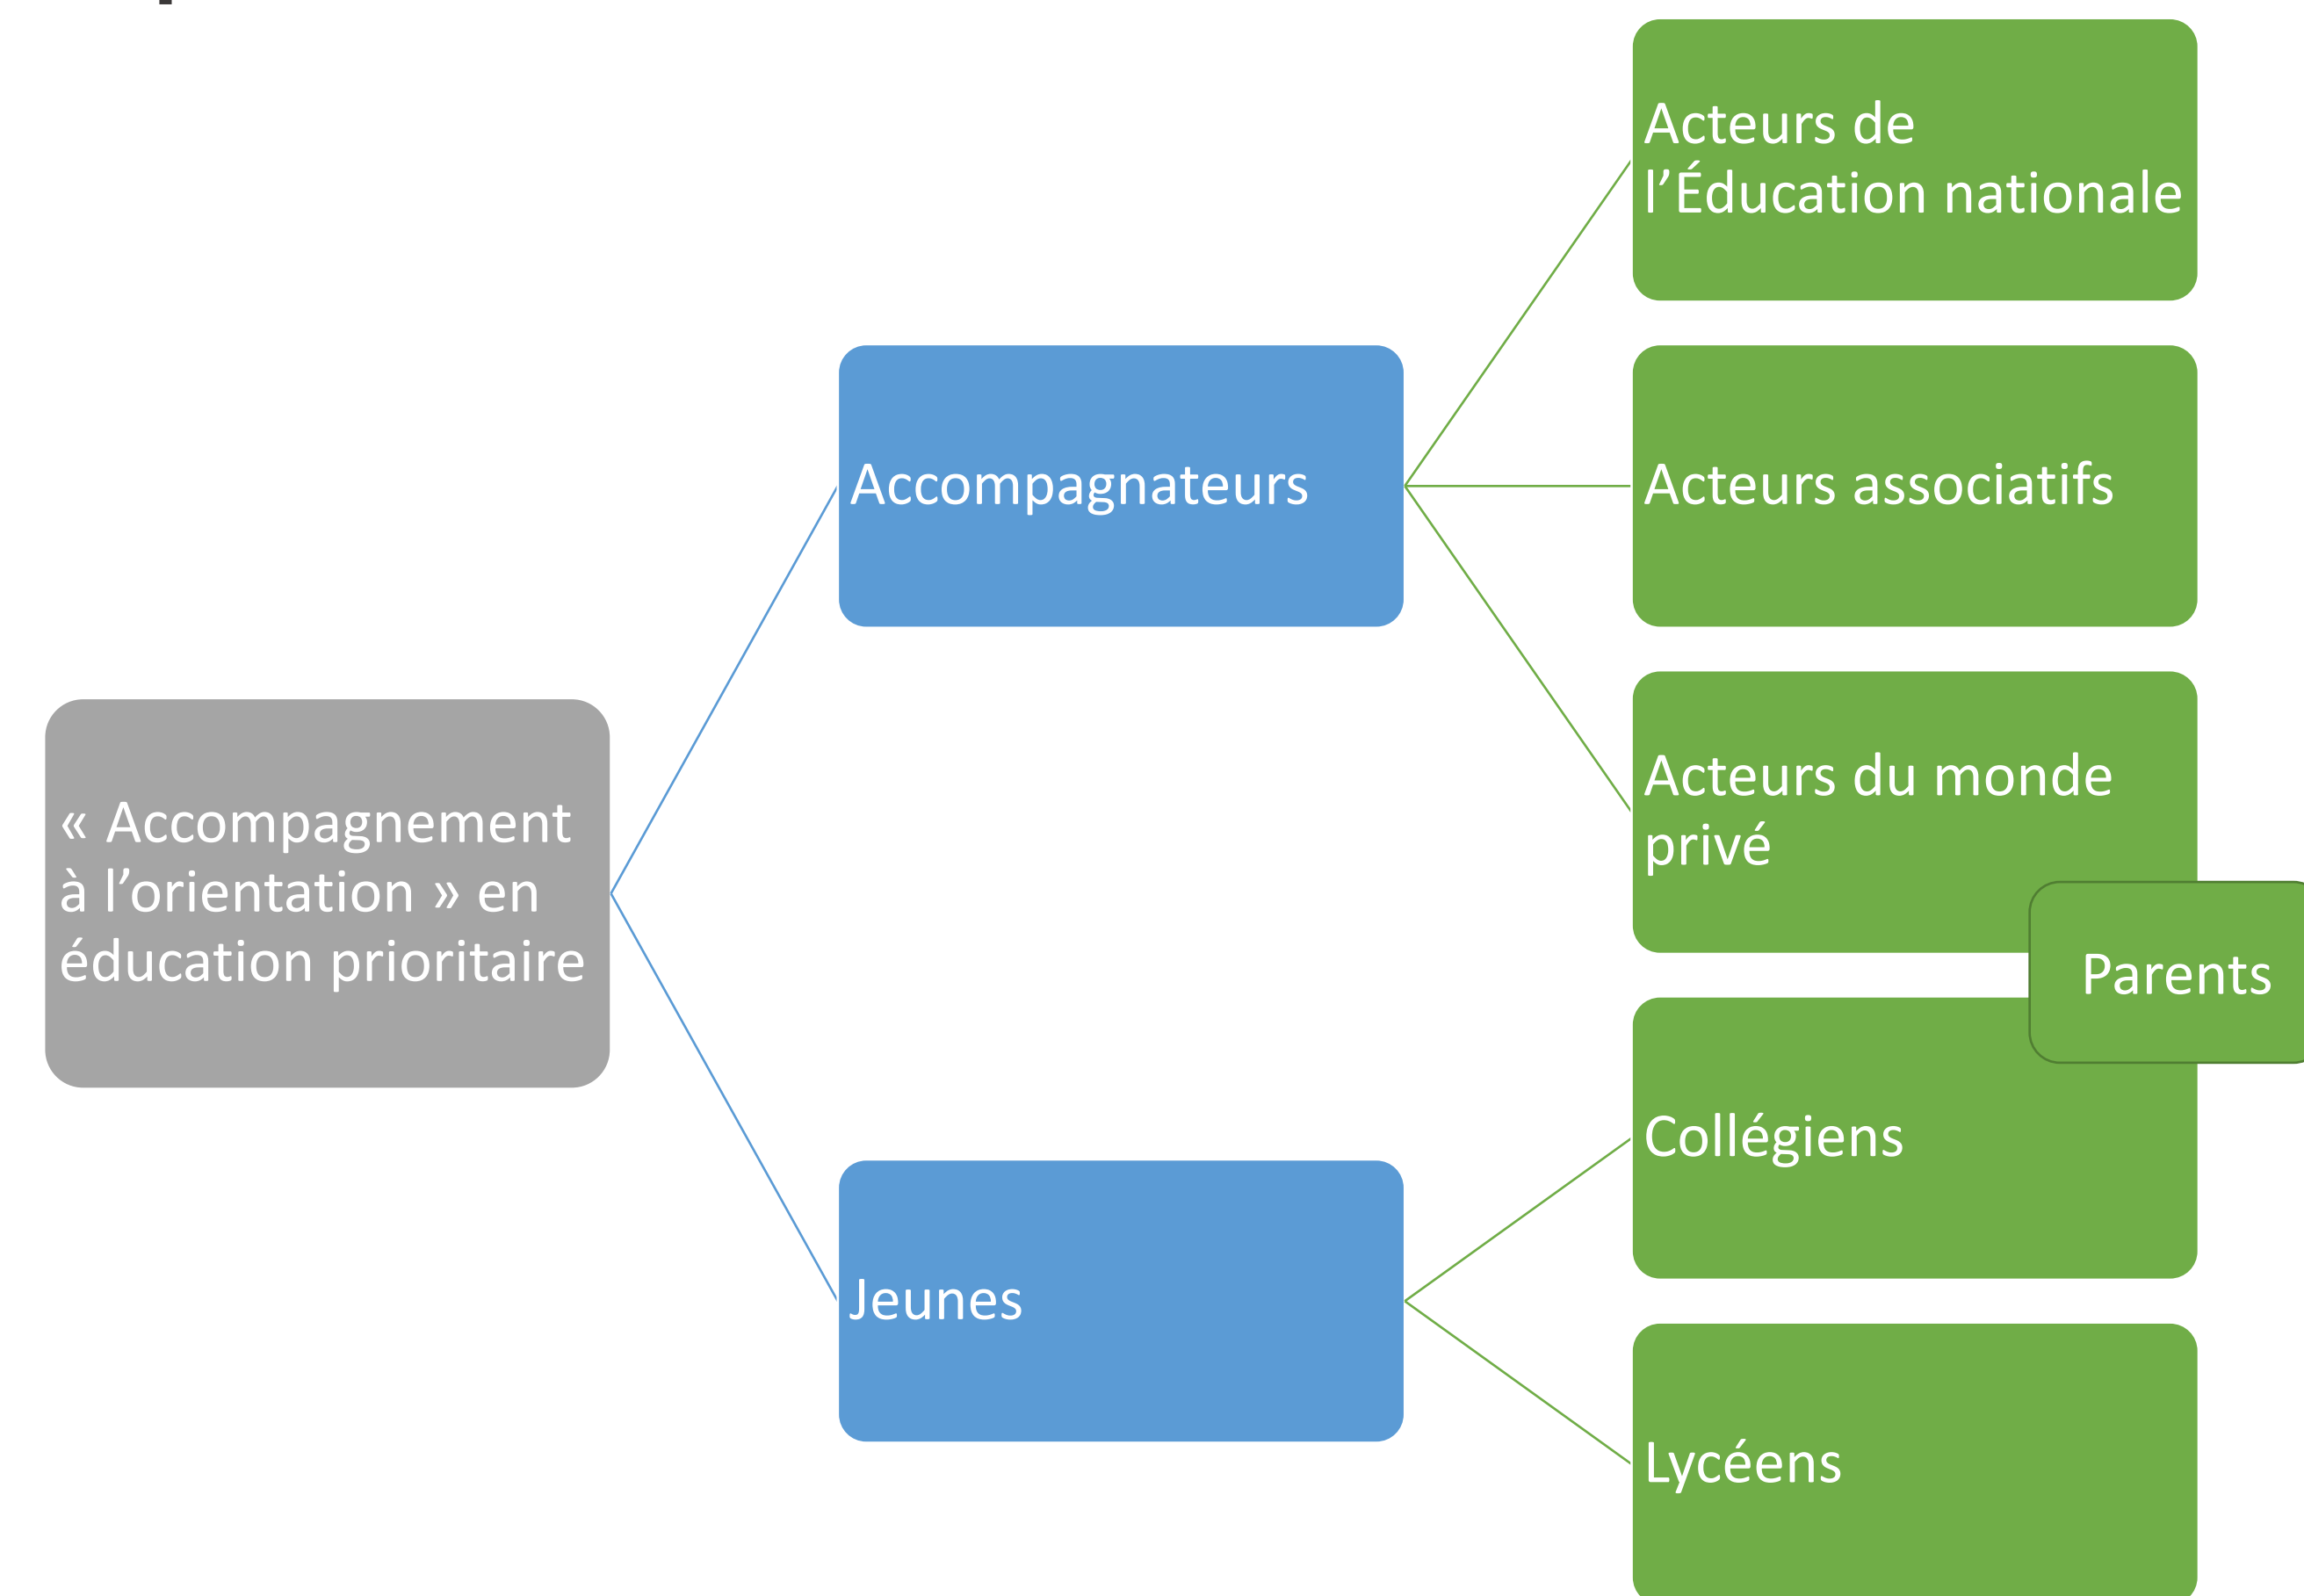 Acteurs de
l’Éducation nationale
Accompagnateurs
Acteurs associatifs
Acteurs du monde
privé
« Accompagnement
à l’orientation » en
éducation prioritaire
Parents
Collégiens
Jeunes
Lycéens